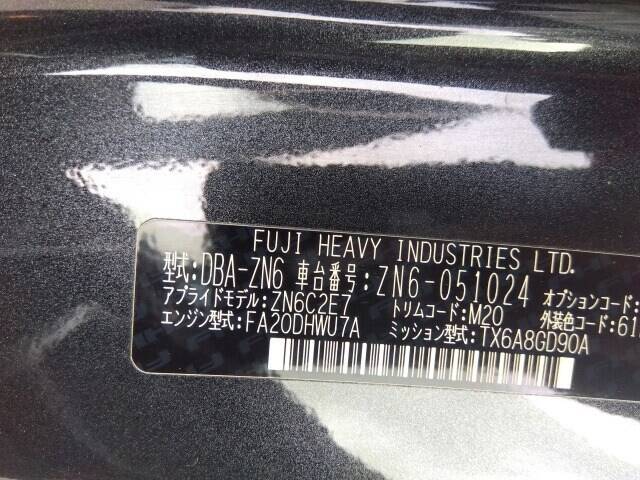 FUJI HEAVY INDUSTRIES LTD.
型式:DBA-ZN6 車台番号:ZN6-051024 オプションコード:
アプライドモデル:ZN6C2E7 トリムコード:M20 外装色コード:61
エンジン型式:FA20DHWU7A ミッション型式:TX6A8GD90A